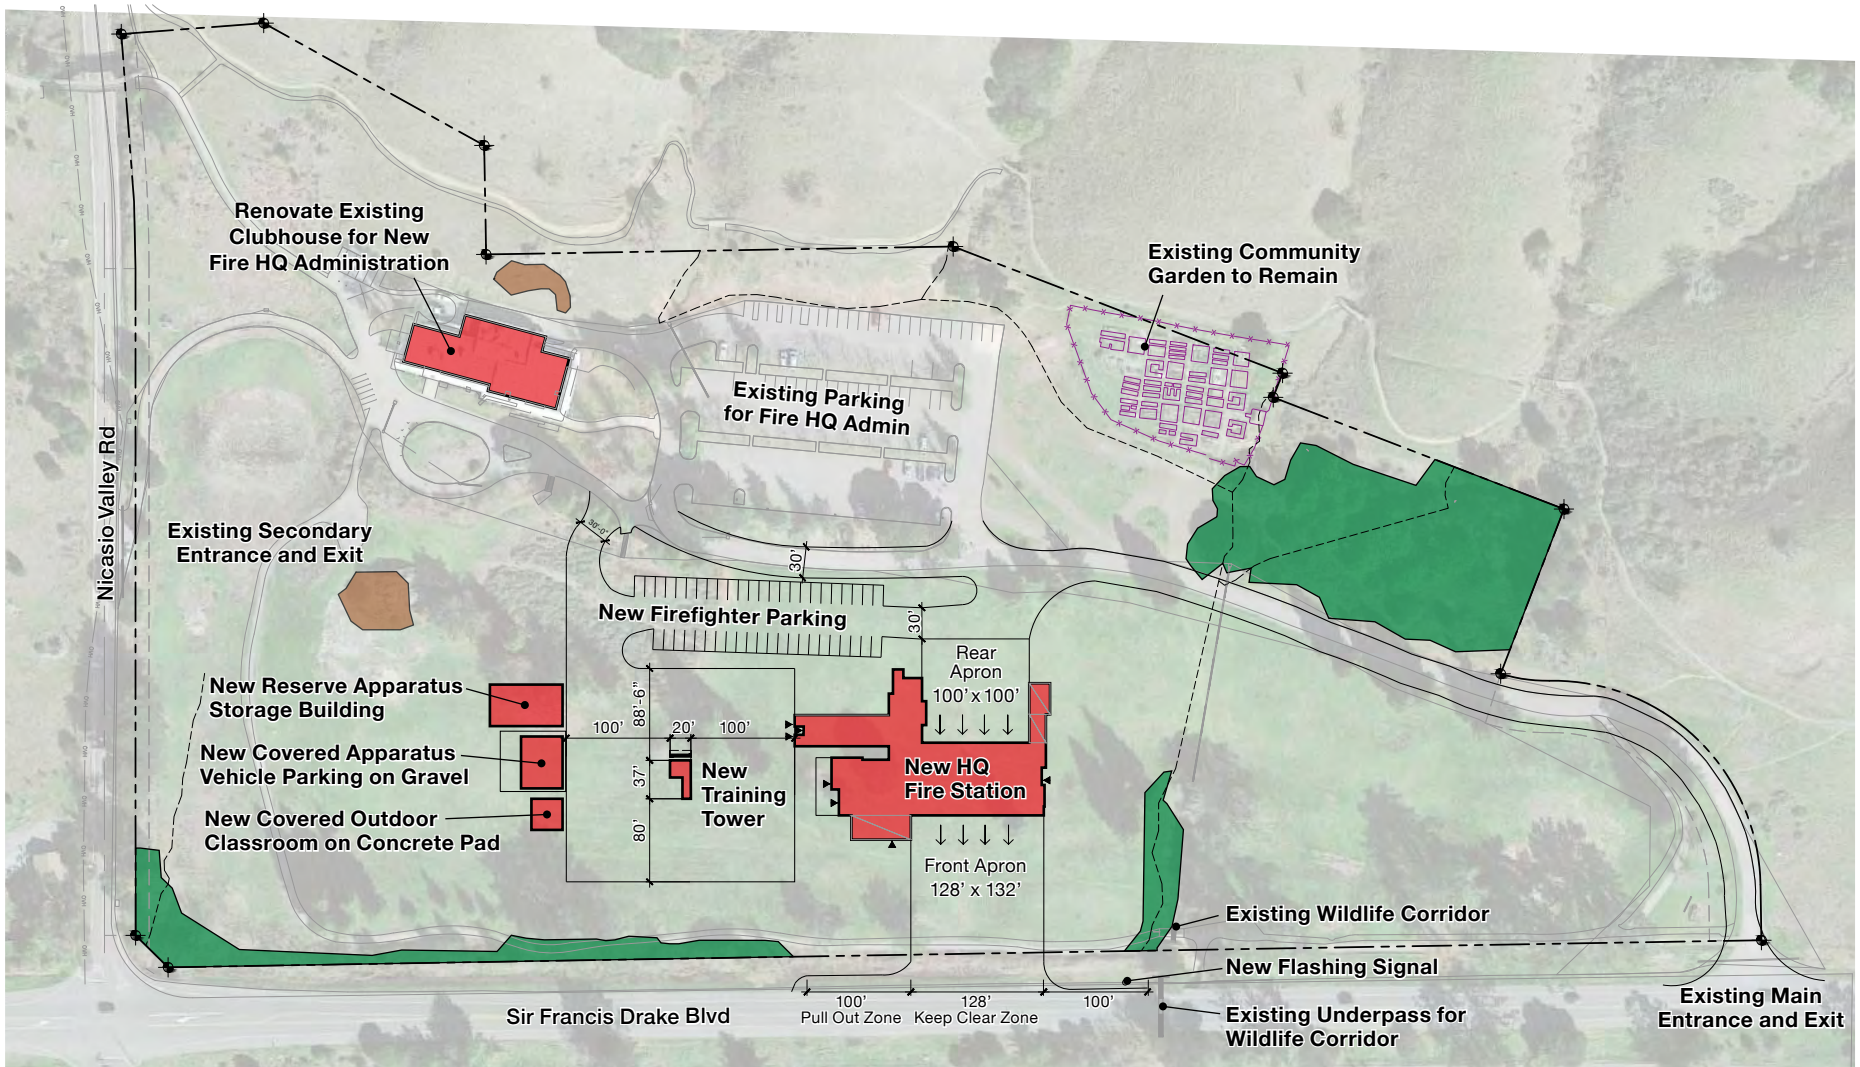 Renovate Existing
Clubhouse for New
Fire HQ Administration
Existing Community
Garden to Remain
Existing Parking
for Fire HQ Admin
Nicasio Valley Rd
Existing Secondary
Entrance and Exit
30'-0"
30'
New Firefighter Parking
30'
Rear
Apron
100' x 100'
New Reserve Apparatus
Storage Building
88'-6"
100'
20'
100'
New Covered Apparatus
Vehicle Parking on Gravel
37'
New
Training
Tower
New HQ
Fire Station
New Covered Outdoor
Classroom on Concrete Pad
80'
Front Apron
128' x 132'
Existing Wildlife Corridor
New Flashing Signal
100'
128'
100'
Pull Out Zone
Keep Clear Zone
Sir Francis Drake Blvd
Existing Underpass for
Wildlife Corridor
Existing Main
Entrance and Exit